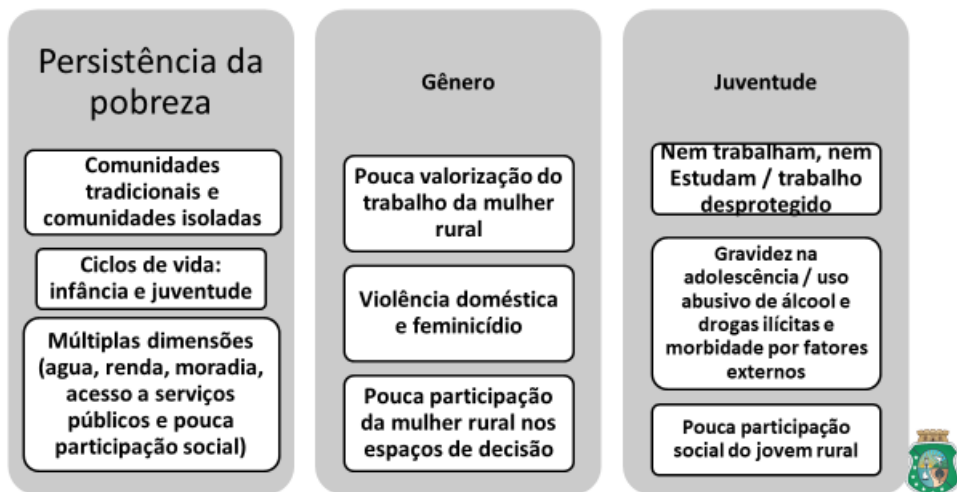 Persistência da
pobreza
Comunidades
tradicionais e
comunidades isoladas
Ciclos de vida:
infância e juventude
Múltiplas dimensões
(agua, renda, moradia,
acesso a serviços
públicos e pouca
participação social)
Gênero
Pouca valorização do
trabalho da mulher
rural
Violência doméstica
e feminicídio
Pouca participação
da mulher rural nos
espaços de decisão
Juventude
Nem trabalham, nem
Estudam / trabalho
desprotegido
Gravidez na
adolescência / uso
abusivo de álcool e
drogas ilícitas e
morbidade por fatores
externos
Pouca participação
social do jovem rural